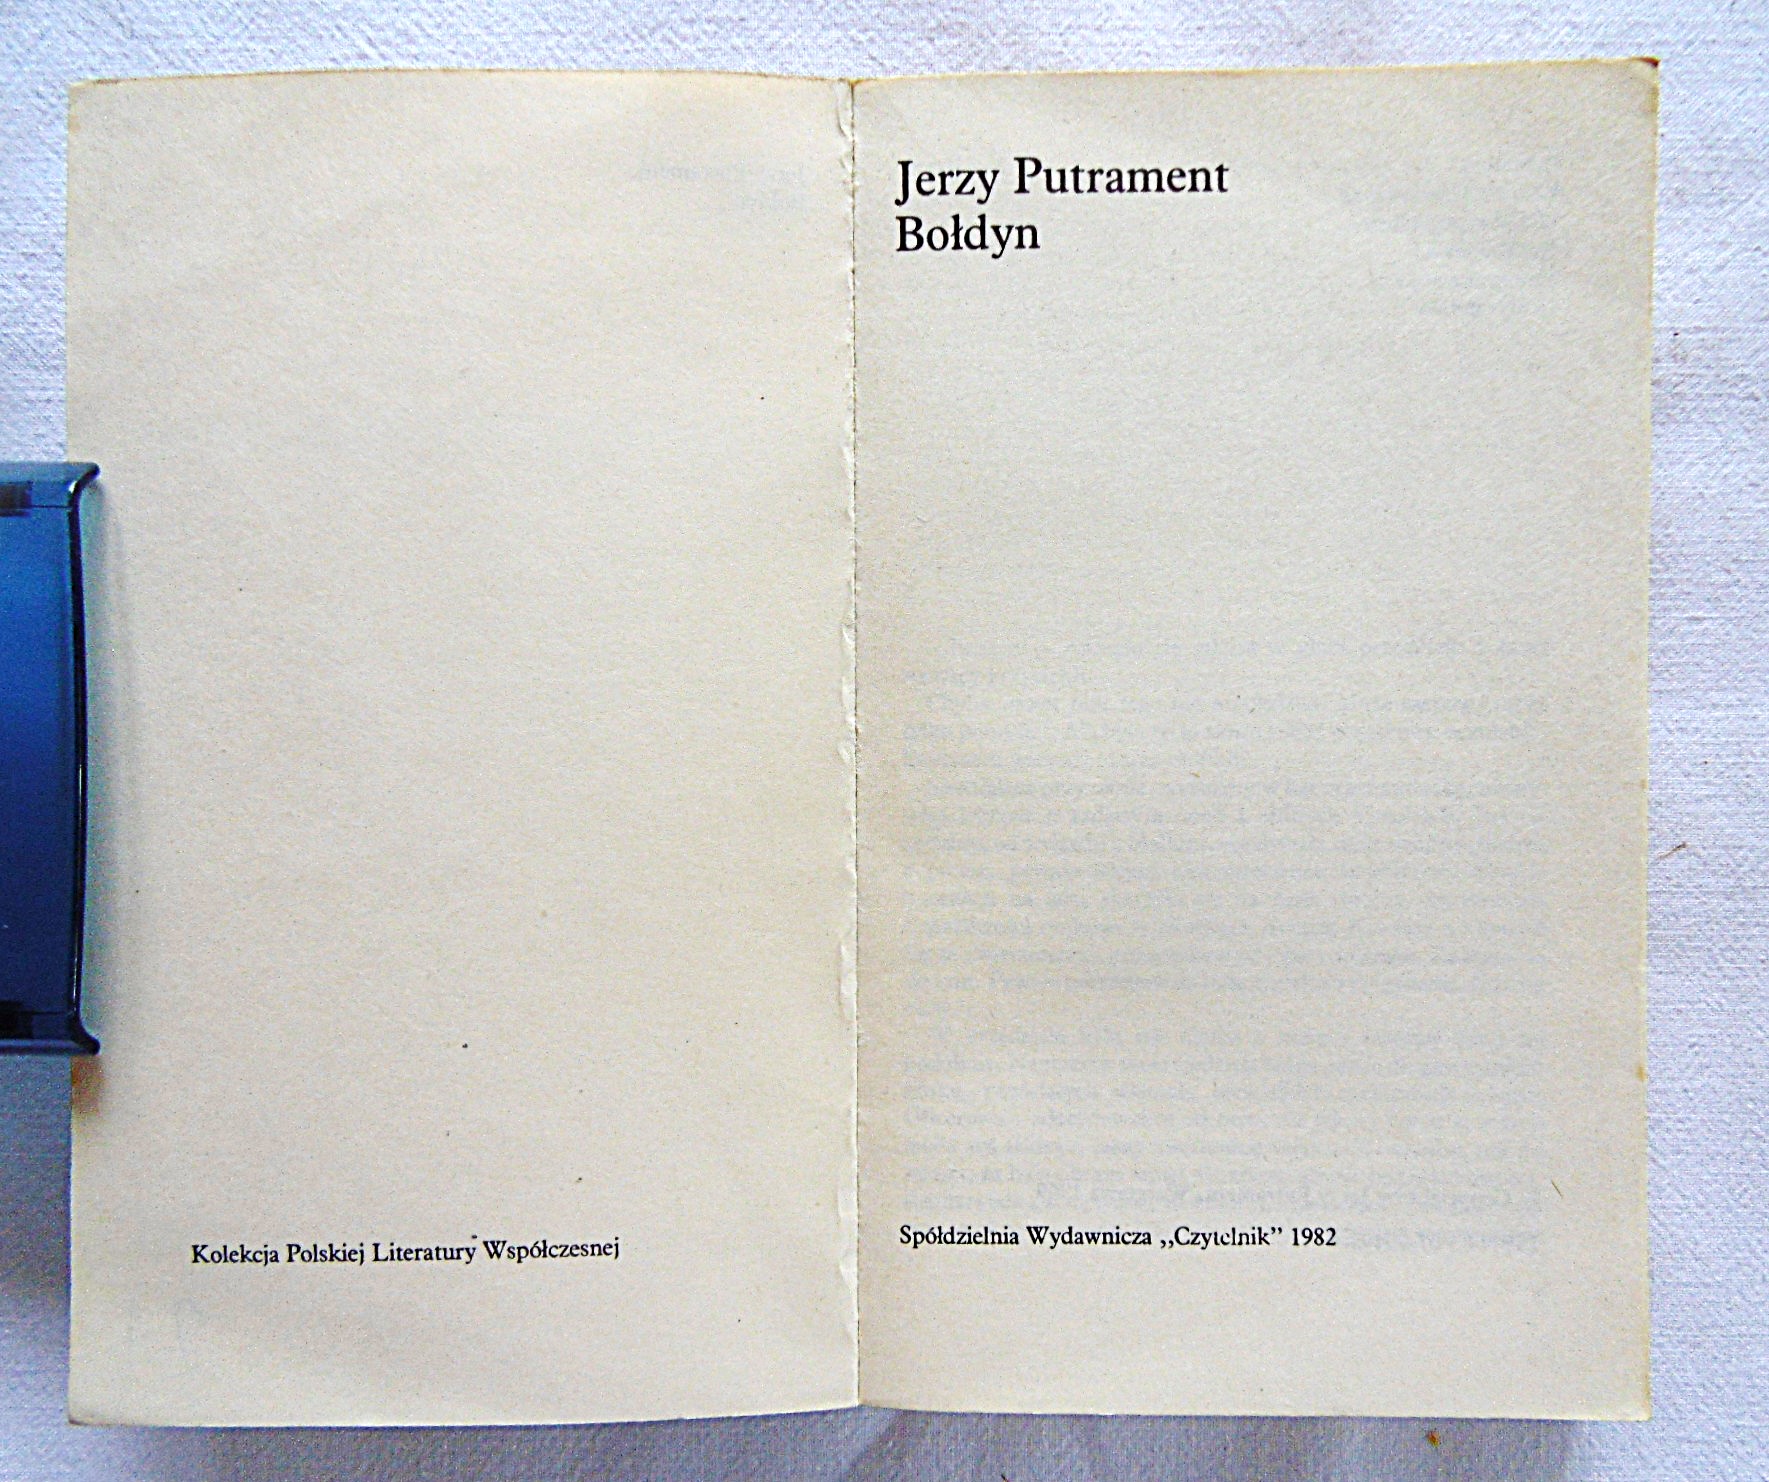 Kolekcja Polskiej Literatury Współczesnej
Jerzy Putrament
Bołdyn
Spółdzielnia Wydawnicza „Czytelnik” 1982